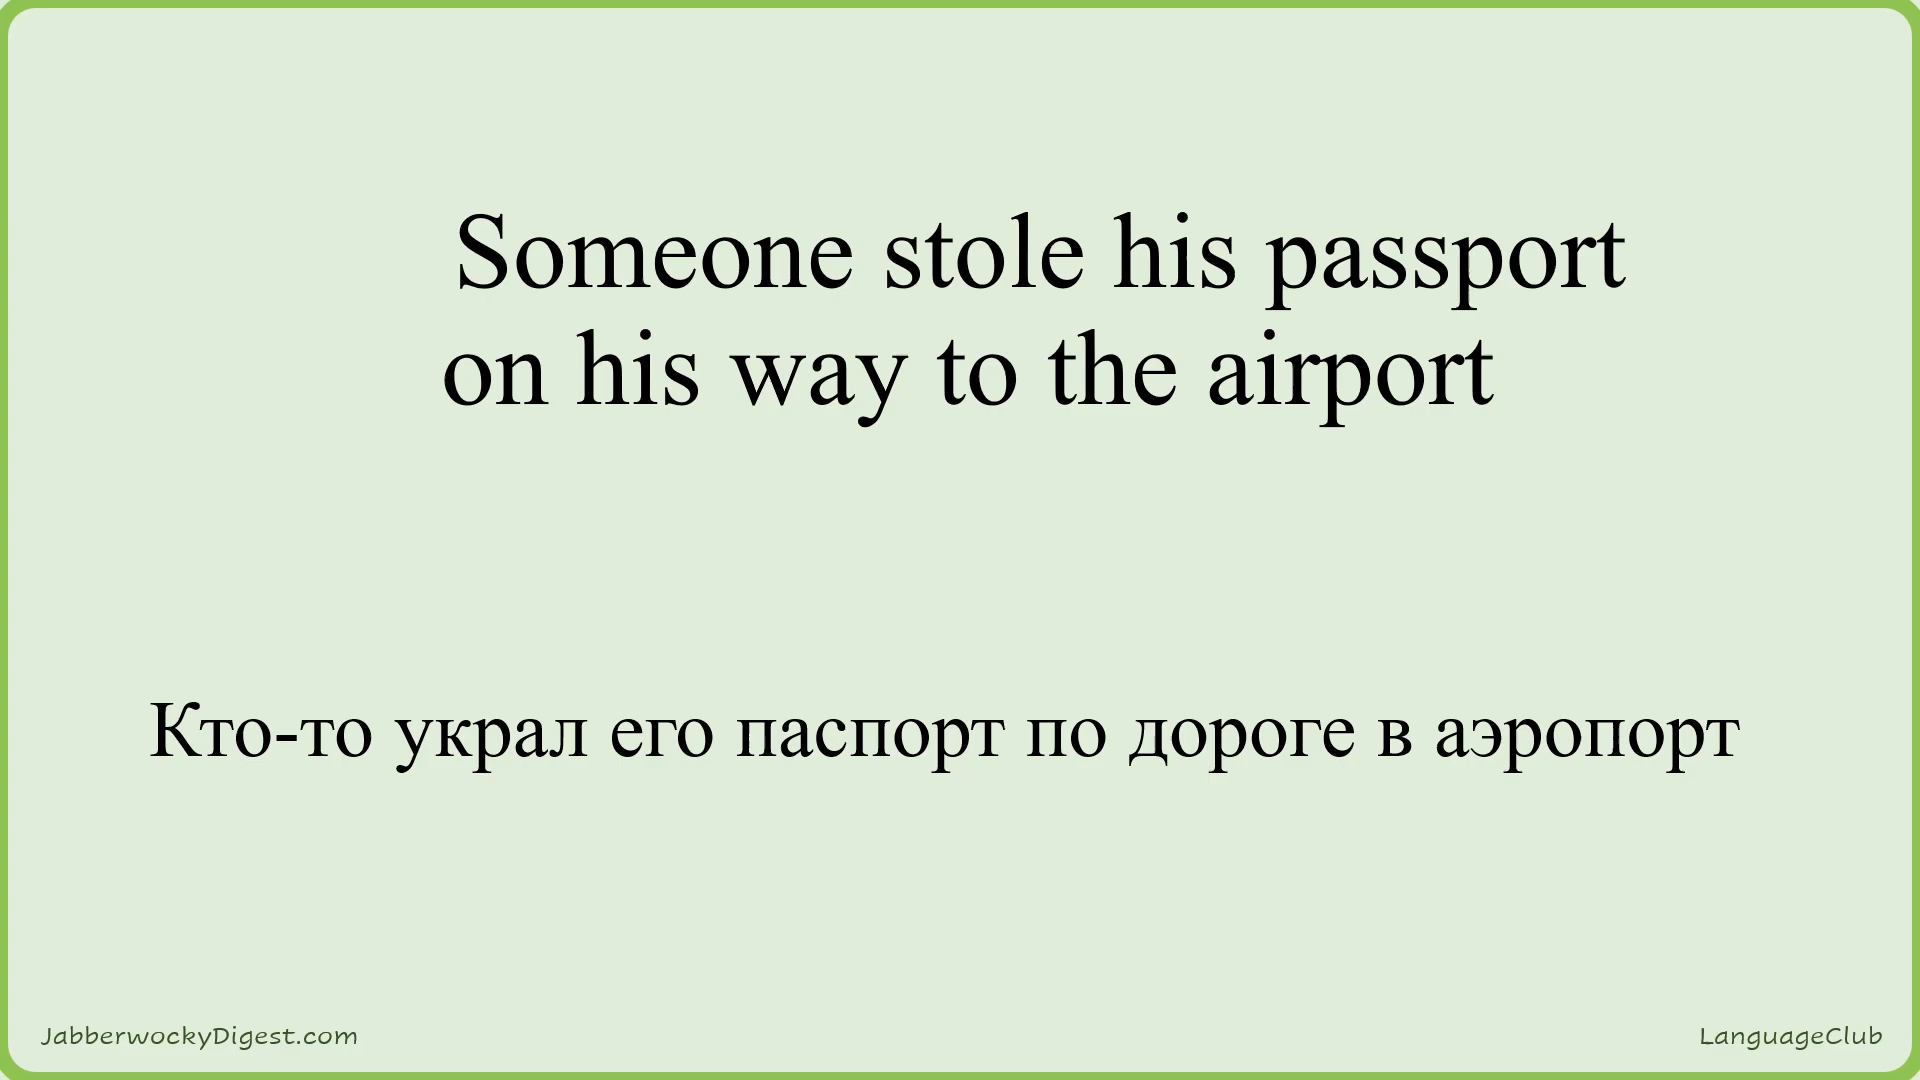 Someone stole his passport
on his way to the airport
Кто-то украл его паспорт по дороге в аэропорт
JabberwockyDigest.com
LanguageClub